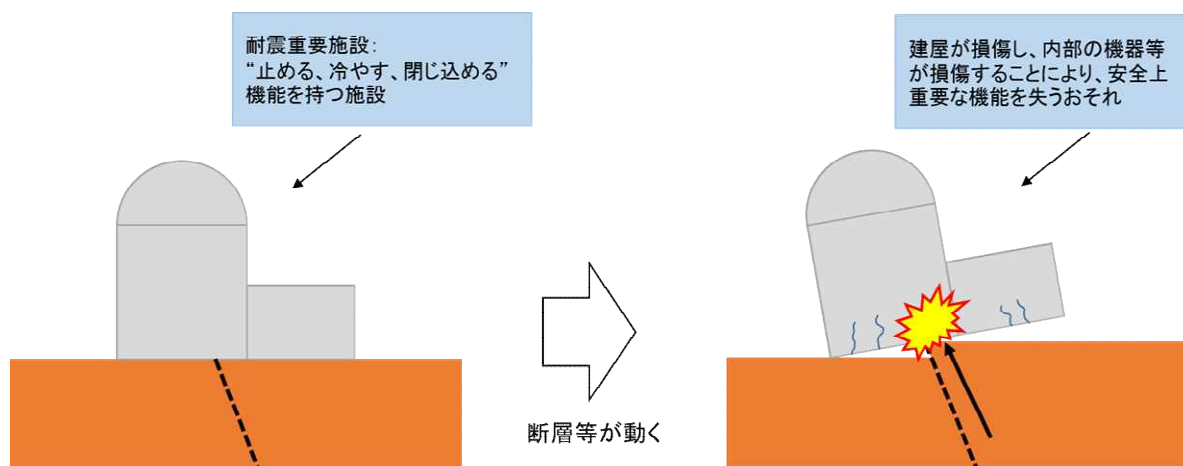 耐震重要施設:
“止める、冷やす、閉じ込める”
機能を持つ施設
建屋が損傷し、内部の機器等
が損傷することにより、安全上
重要な機能を失うおそれ
断層等が動く